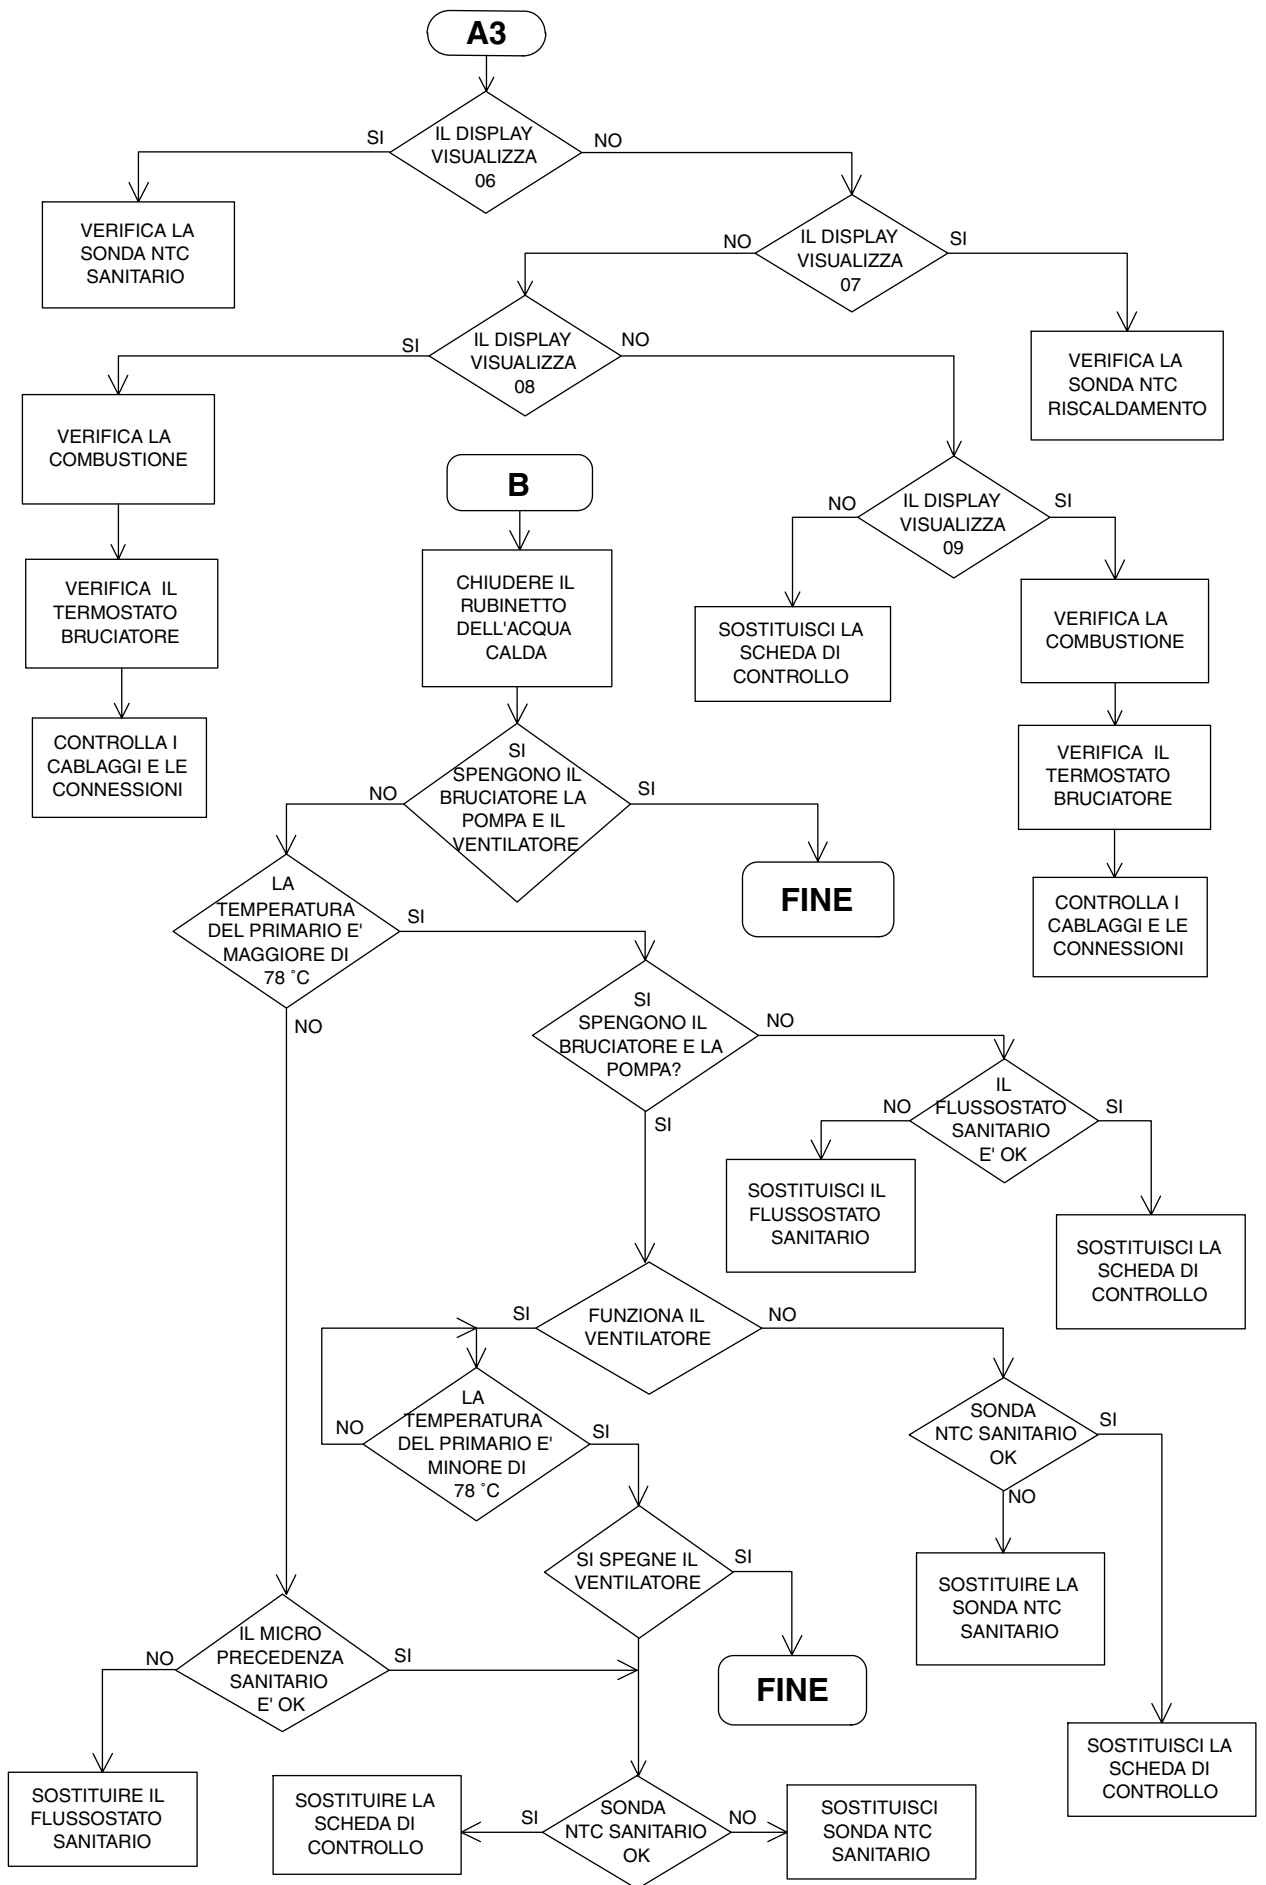 A3
IL DISPLAY
VISUALIZZA
06
SI
NO
VERIFICA LA
SONDA NTC
SANITARIO
IL DISPLAY
VISUALIZZA
07
NO
SI
IL DISPLAY
VISUALIZZA
08
SI
NO
VERIFICA LA
SONDA NTC
RISCALDAMENTO
VERIFICA LA
COMBUSTIONE
B
IL DISPLAY
VISUALIZZA
09
NO
SI
VERIFICA IL
TERMOSTATO
BRUCIATORE
CHIUDERE IL
RUBINETTO
DELL'ACQUA
CALDA
SOSTITUISCI LA
SCHEDA DI
CONTROLLO
VERIFICA LA
COMBUSTIONE
CONTROLLA I
CABLAGGI E LE
CONNESSIONI
SI
SPENGONO IL
BRUCIATORE LA
POMPA E IL
VENTILATORE
NO
SI
VERIFICA IL
TERMOSTATO
BRUCIATORE
FINE
CONTROLLA I
CABLAGGI E LE
CONNESSIONI
LA
TEMPERATURA
DEL PRIMARIO E'
MAGGIORE DI
78 ˚C
SI
NO
SI
SPENGONO IL
BRUCIATORE E LA
POMPA?
NO
SI
IL
FLUSSOSTATO
SANITARIO
E' OK
NO
SI
SOSTITUISCI IL
FLUSSOSTATO
SANITARIO
SOSTITUISCI LA
SCHEDA DI
CONTROLLO
FUNZIONA IL
VENTILATORE
SI
NO
LA
TEMPERATURA
DEL PRIMARIO E'
MINORE DI
78 ˚C
NO
SI
SONDA
NTC SANITARIO
OK
SI
NO
SI SPEGNE IL
VENTILATORE
SI
SOSTITUIRE LA
SONDA NTC
SANITARIO
IL MICRO
PRECEDENZA
SANITARIO
E' OK
NO
SI
FINE
SOSTITUISCI LA
SCHEDA DI
CONTROLLO
SOSTITUIRE IL
FLUSSOSTATO
SANITARIO
SOSTITUIRE LA
SCHEDA DI
CONTROLLO
SI
SONDA
NTC SANITARIO
OK
NO
SOSTITUISCI
SONDA NTC
SANITARIO